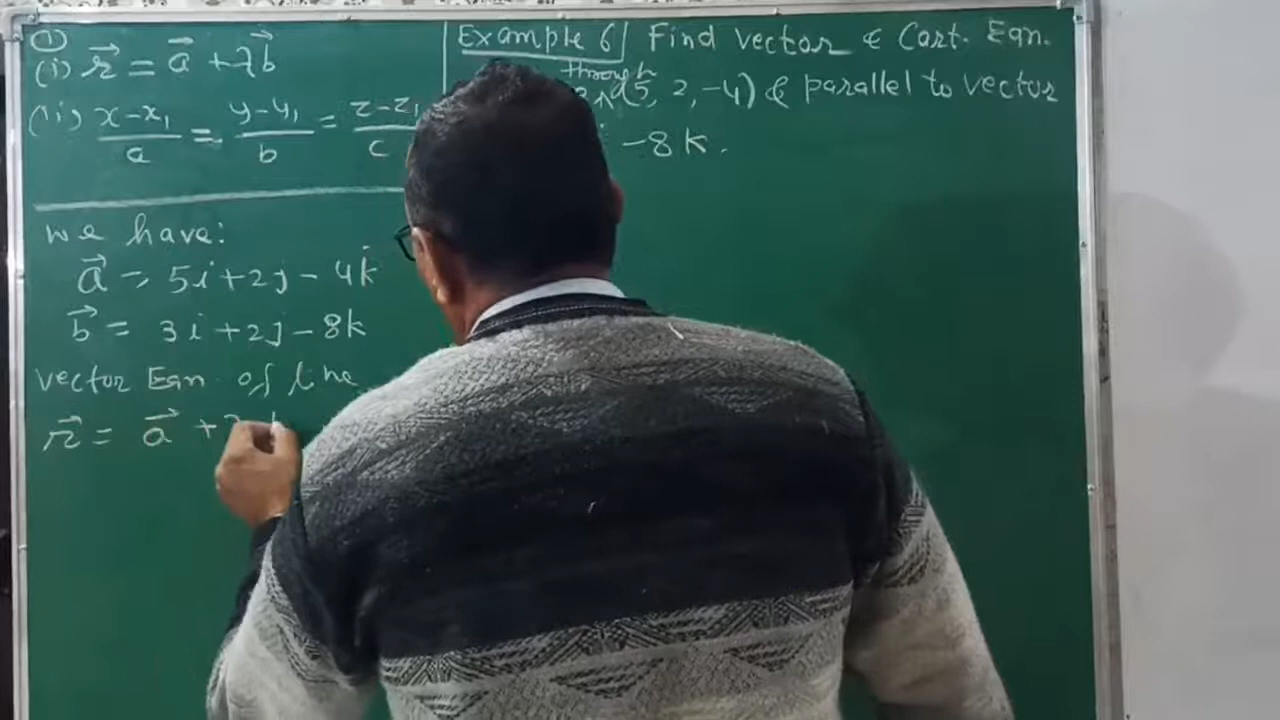 ①
(i) r⃗ = a⃗ + λb⃗
(ii) x-x₁/a = y-y₁/b = z-z₁/c
Example 6 Find vector & Cart. Eqn.
through (5, 2, -4) & parallel to vector
-8k.
we have:
a⃗ = 5i+2j-4k
b⃗ = 3i+2j-8k
vector Eqn of line
r⃗ = a⃗ +